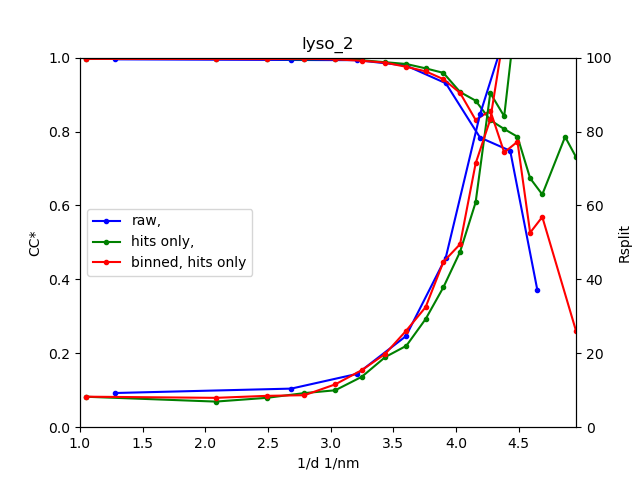 lyso_2
1.0
0.8
0.6
0.4
0.2
0.0
CC*
100
80
60
40
20
0
Rsplit
raw,
hits only,
binned, hits only
1.0 1.5 2.0 2.5 3.0 3.5 4.0 4.5
1/d 1/nm